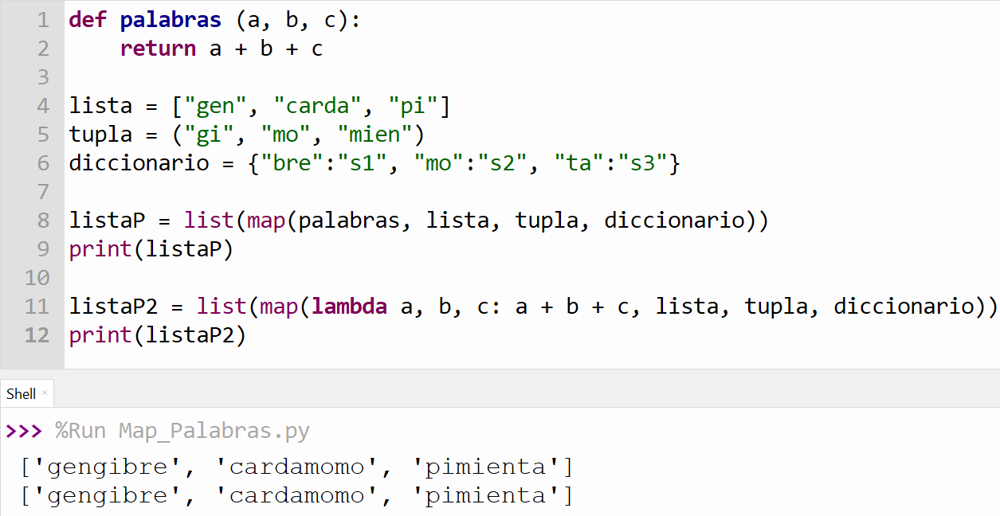 1 def palabras (a, b, c):
2     return a + b + c
3
4 lista = ["gen", "carda", "pi"]
5 tupla = ("gi", "mo", "mien")
6 diccionario = {"bre":"s1", "mo":"s2", "ta":"s3"}
7
8 listaP = list(map(palabras, lista, tupla, diccionario))
9 print(listaP)
10
11 listaP2 = list(map(lambda a, b, c: a + b + c, lista, tupla, diccionario))
12 print(listaP2)
Shell ×
>>> %Run Map_Palabras.py
['gengibre', 'cardamomo', 'pimienta']
['gengibre', 'cardamomo', 'pimienta']